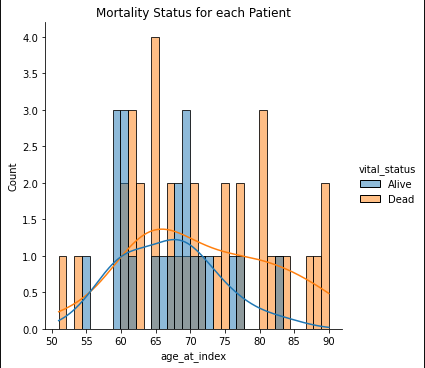 Mortality Status for each Patient
4.0
3.5
3.0
2.5
2.0
1.5
1.0
0.5
0.0
Count
50 55 60 65 70 75 80 85 90
age_at_index
vital_status
Alive
Dead